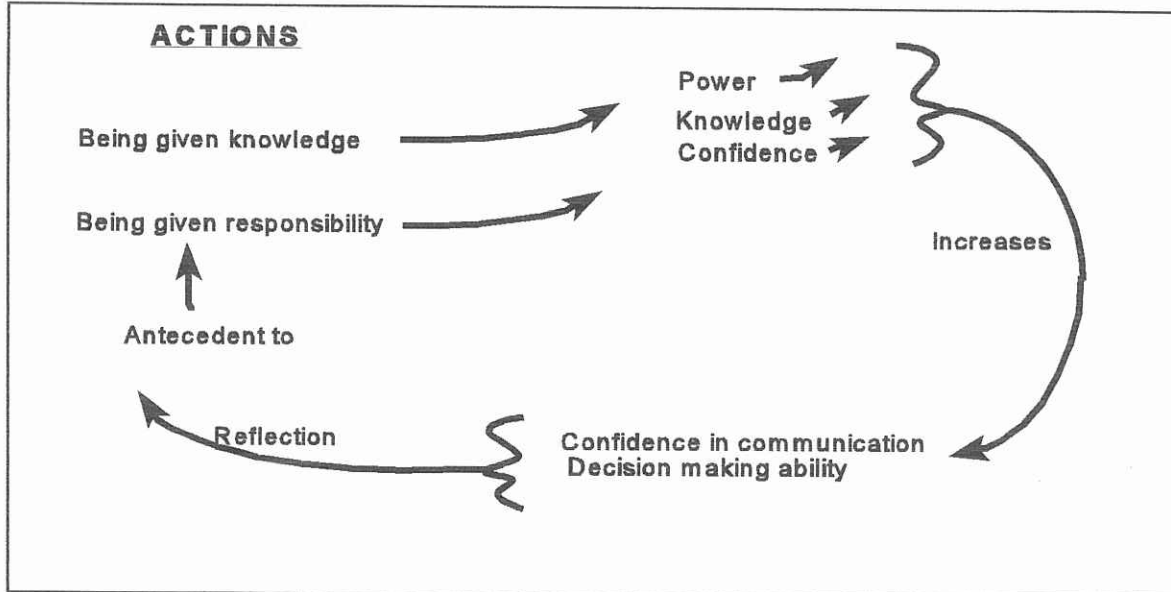 ACTIONS
Power
Being given knowledge
Knowledge
Confidence
Being given responsibility
Increases
Antecedent to
Reflection
Confidence in communication
Decision making ability